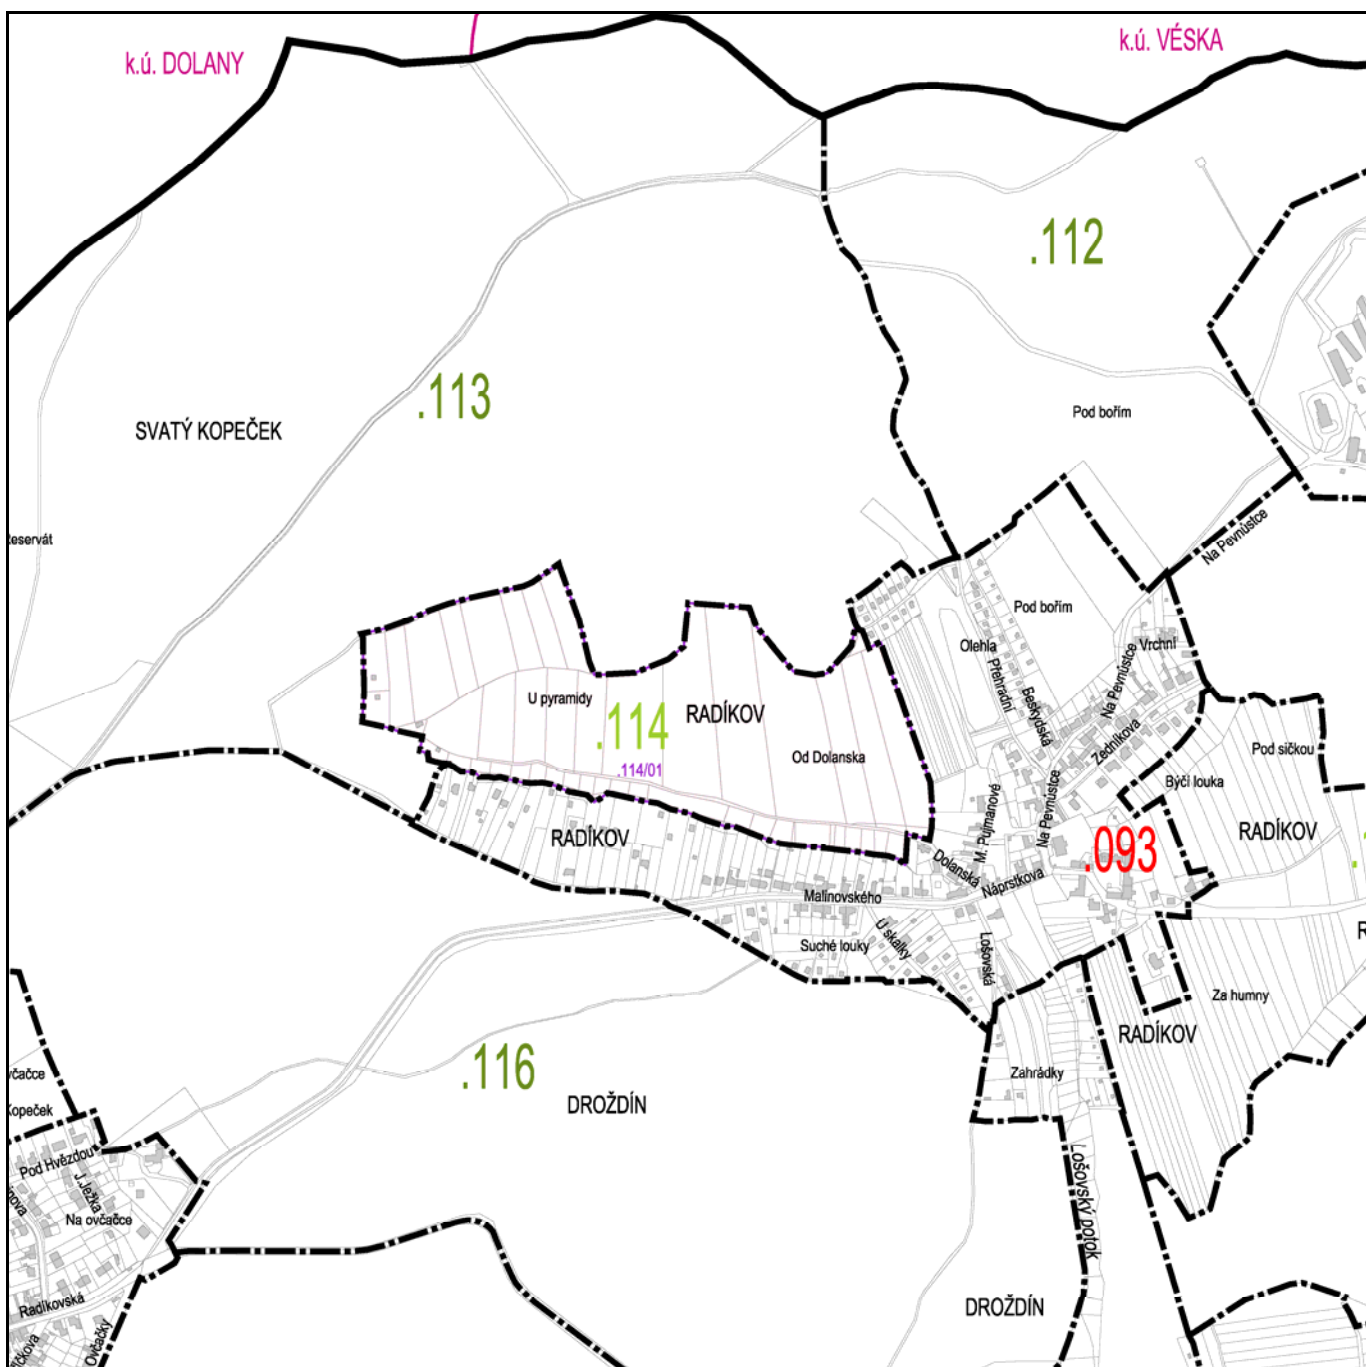 k.ú. DOLANY
k.ú. VÉSKA
.112
.113
Pod bořím
SVATÝ KOPEČEK
Na Pevnůstce
Pod bořím
Olehla
Vrchní
Přehradní
Beskydská
Na Pevnůstce
U pyramidy
RADÍKOV
.114
.114/01
Od Dolanska
Zedníkova
Pod sičkou
Býčí louka
Na Pevnůstce
M. Pujmanové
RADÍKOV
RADÍKOV
.093
Dolanská
Náprstkova
Malinovského
Suché louky
U skalky
Lošovská
Za humny
RADÍKOV
.116
Zahrádky
DROŽDÍN
Kopeček
Pod Hvězdou
J.Ježka
Na ovčačce
Lošovský potok
DROŽDÍN
Radíkovská
Ovčačky